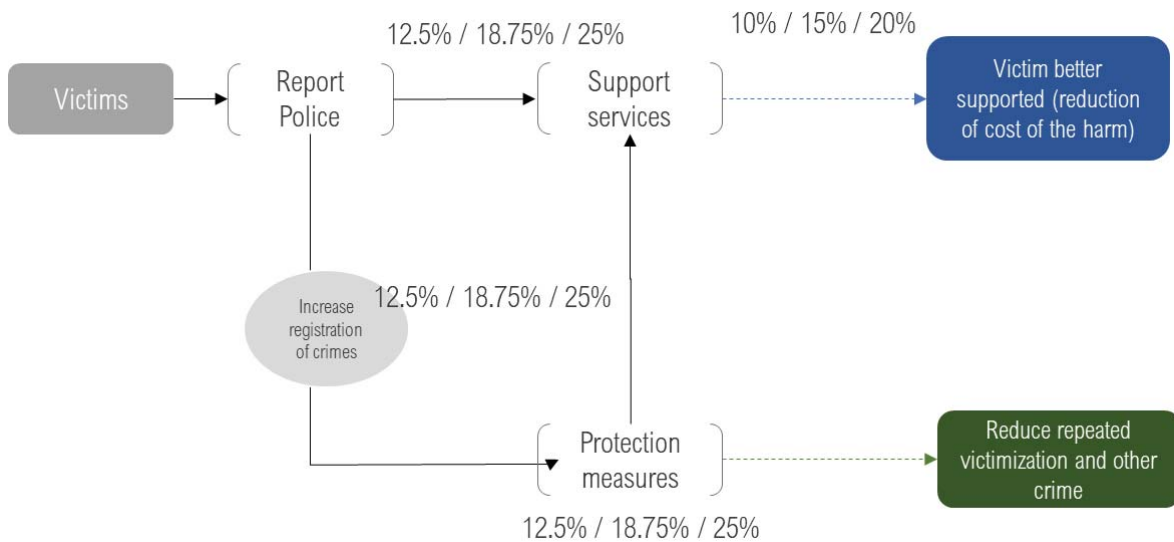 12.5% / 18.75% / 25%
10% / 15% / 20%
Victims
Report
Police
Support
services
Victim better
supported (reduction
of cost of the harm)
Increase
registration
of crimes
12.5% / 18.75% / 25%
Protection
measures
Reduce repeated
victimization and other
crime
12.5% / 18.75% / 25%